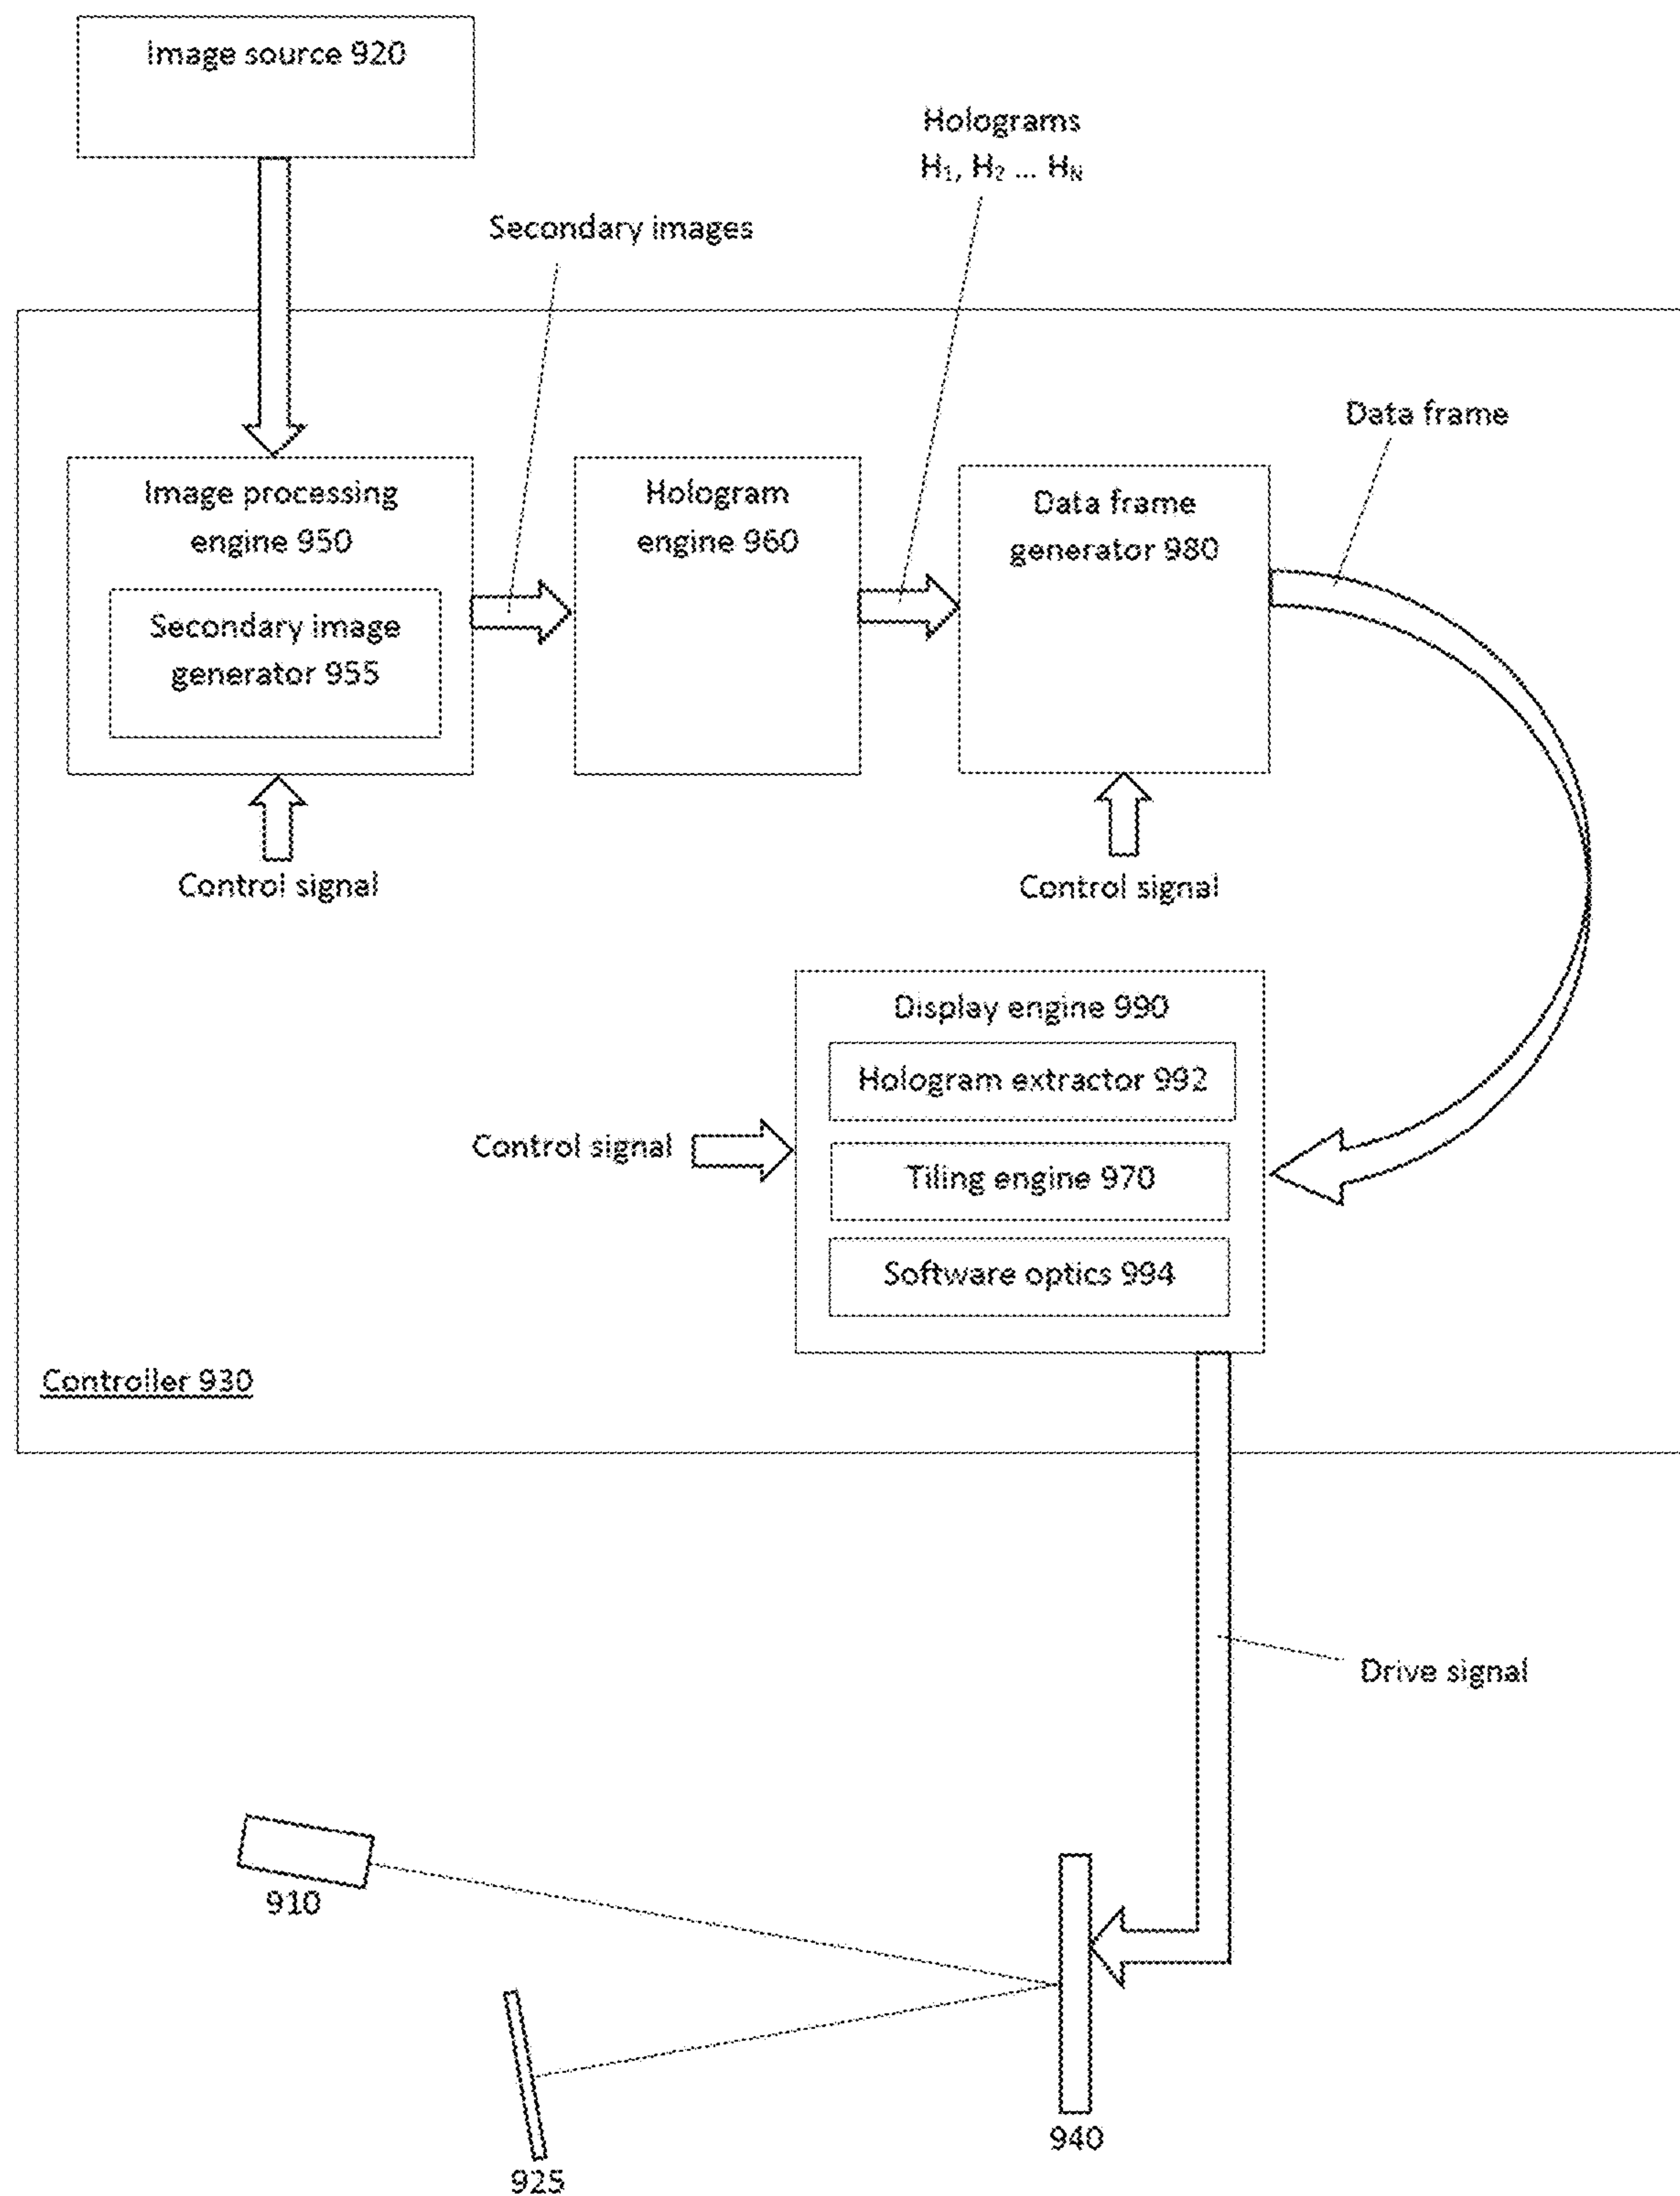 Image source 920
Holograms
H₁, H₂ ... Hₙ
Secondary images
Data frame
Image processing
engine 950
Secondary image
generator 955
Hologram
engine 960
Data frame
generator 980
Control signal
Control signal
Display engine 990
Hologram extractor 992
Control signal
Tiling engine 970
Software optics 994
Controller 930
Drive signal
910
940
925